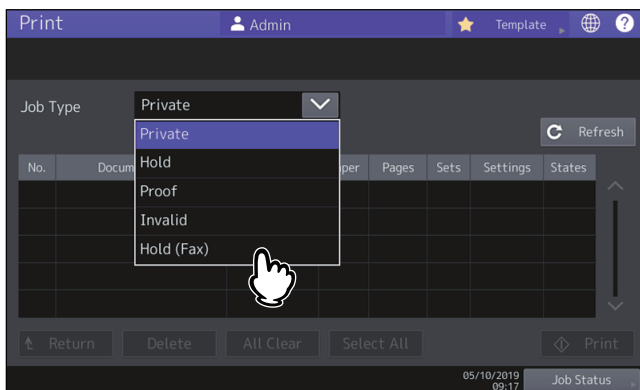 Print Admin Template ?
Job Type Private
Private
Refresh
No. Docum per Pages Sets Settings States
Hold
Proof
Invalid
Hold (Fax)
Return Delete All Clear Select All Print
05/10/2019
09:17
Job Status